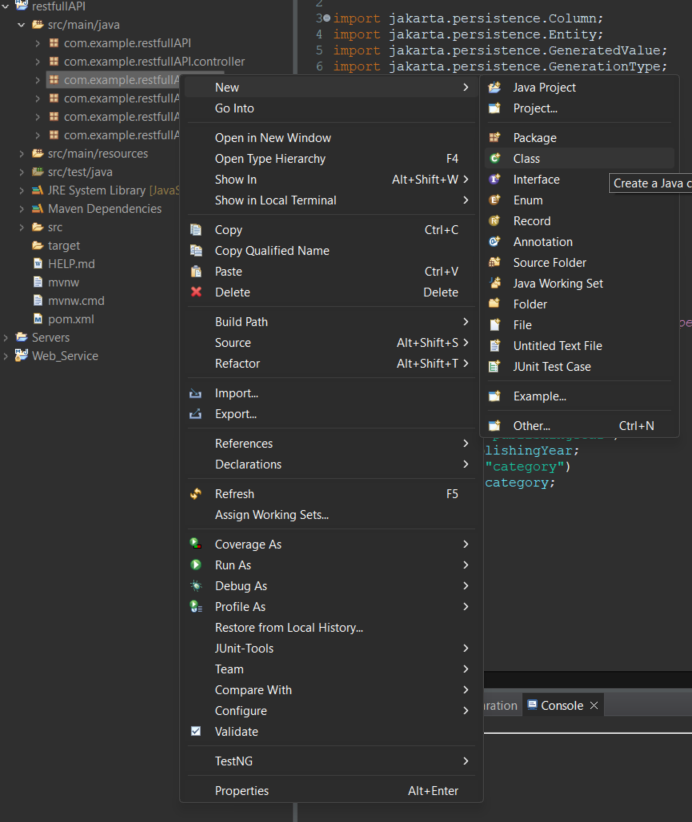 restfullAPI
src/main/java
com.example.restfullAPI
com.example.restfullAPI.controller
com.example.restfullA
com.example.restfullA
com.example.restfullA
com.example.restfullA
src/main/resources
src/test/java
JRE System Library [JavaS
Maven Dependencies
src
target
HELP.md
mvnw
mvnw.cmd
pom.xml
Servers
Web_Service
2
3 import jakarta.persistence.Column;
4 import jakarta.persistence.Entity;
5 import jakarta.persistence.GeneratedValue;
6 import jakarta.persistence.GenerationType;
New
Go Into
Open in New Window
Open Type Hierarchy F4
Show In Alt+Shift+W
Show in Local Terminal
Copy Ctrl+C
Copy Qualified Name
Paste Ctrl+V
Delete Delete
Build Path
Source Alt+Shift+S
Refactor Alt+Shift+T
Import...
Export...
References
Declarations
Refresh F5
Assign Working Sets...
Coverage As
Run As
Debug As
Profile As
Restore from Local History...
JUnit-Tools
Team
Compare With
Configure
Validate
TestNG
Properties Alt+Enter
Java Project
Project...
Package
Class
Interface
Enum
Record
Annotation
Source Folder
Java Working Set
Folder
File
Untitled Text File
JUnit Test Case
Example...
Other... Ctrl+N
Create a Java c
pe
lishingYear;
"category")
category;
aration
Console